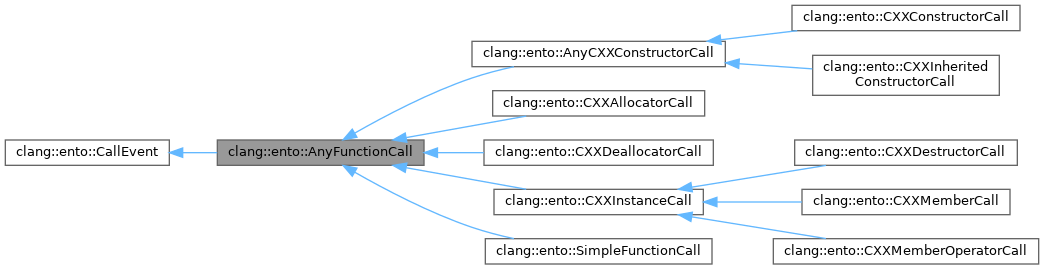 clang::ento::CXXConstructorCall
clang::ento::AnyCXXConstructorCall
clang::ento::CXXInherited
ConstructorCall
clang::ento::CXXAllocatorCall
clang::ento::CallEvent
clang::ento::AnyFunctionCall
clang::ento::CXXDeallocatorCall
clang::ento::CXXDestructorCall
clang::ento::CXXInstanceCall
clang::ento::CXXMemberCall
clang::ento::SimpleFunctionCall
clang::ento::CXXMemberOperatorCall